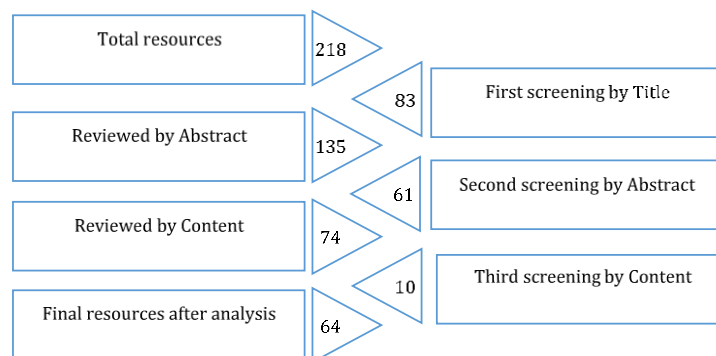 Total resources
218
83
First screening by Title
Reviewed by Abstract
135
61
Second screening by Abstract
Reviewed by Content
74
10
Third screening by Content
Final resources after analysis
64